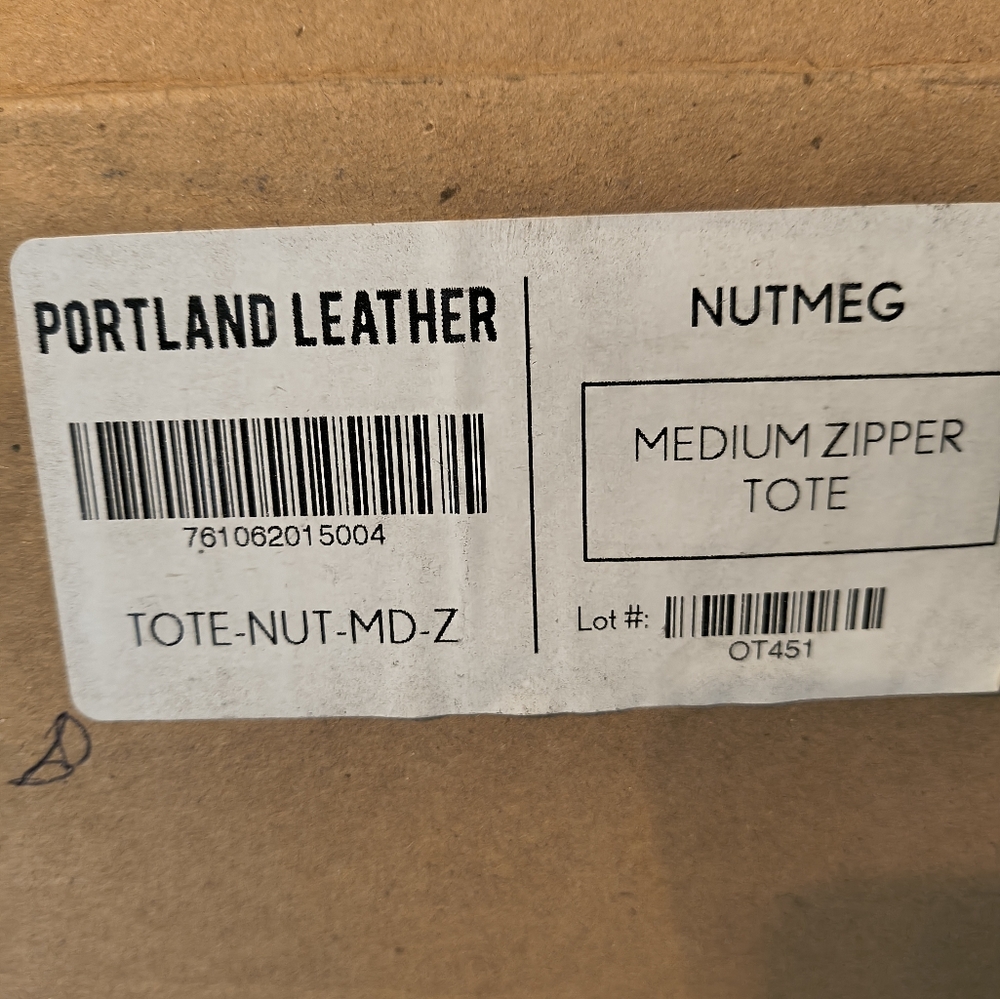 PORTLAND LEATHER
761062015004
TOTE-NUT-MD-Z
NUTMEG
MEDIUM ZIPPER
TOTE
Lot #:
OT451